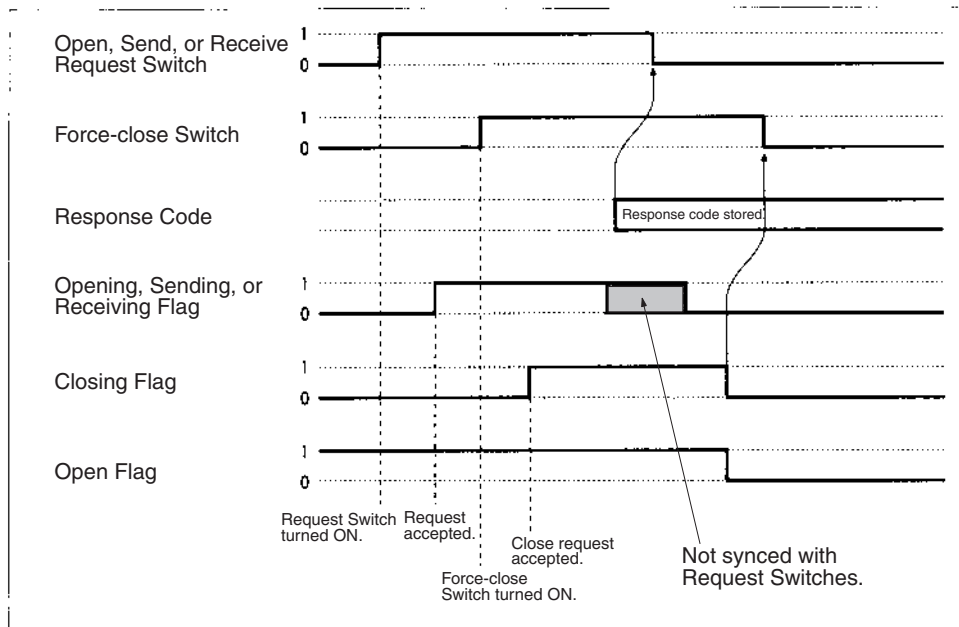 Open, Send, or Receive
Request Switch
1
0
Force-close Switch
1
0
Response Code
Response code stored.
Opening, Sending, or
Receiving Flag
1
0
Closing Flag
1
0
Open Flag
1
0
Request Switch
turned ON.
Request
accepted.
Force-close
Switch turned ON.
Close request
accepted.
Not synced with
Request Switches.